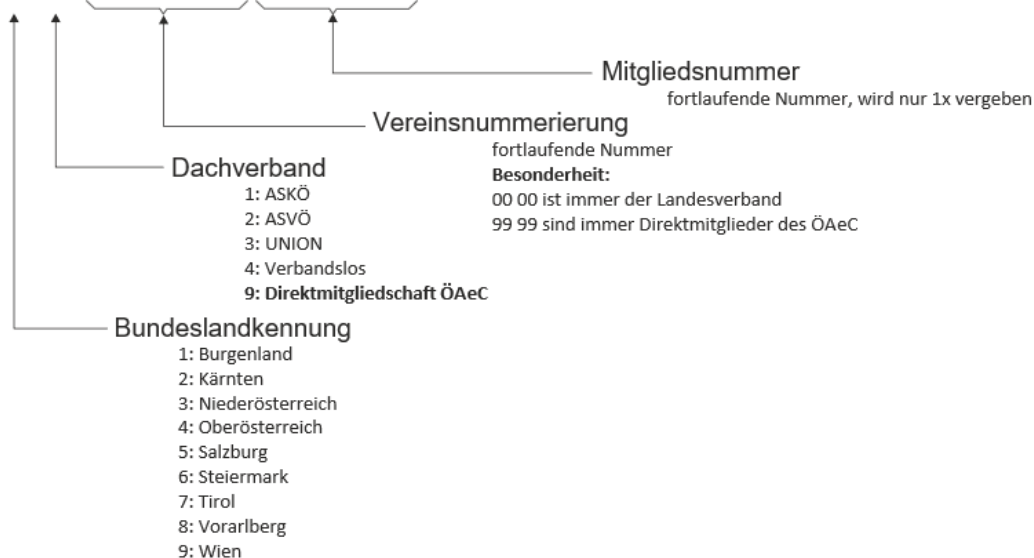 Mitgliedsnummer
fortlaufende Nummer, wird nur 1x vergeben
Vereinsnummerierung
fortlaufende Nummer
Besonderheit:
00 00 ist immer der Landesverband
99 99 sind immer Direktmitglieder des ÖAeC
Dachverband
1: ASKÖ
2: ASVÖ
3: UNION
4: Verbandslos
9: Direktmitgliedschaft ÖAeC
Bundeslandkennung
1: Burgenland
2: Kärnten
3: Niederösterreich
4: Oberösterreich
5: Salzburg
6: Steiermark
7: Tirol
8: Vorarlberg
9: Wien